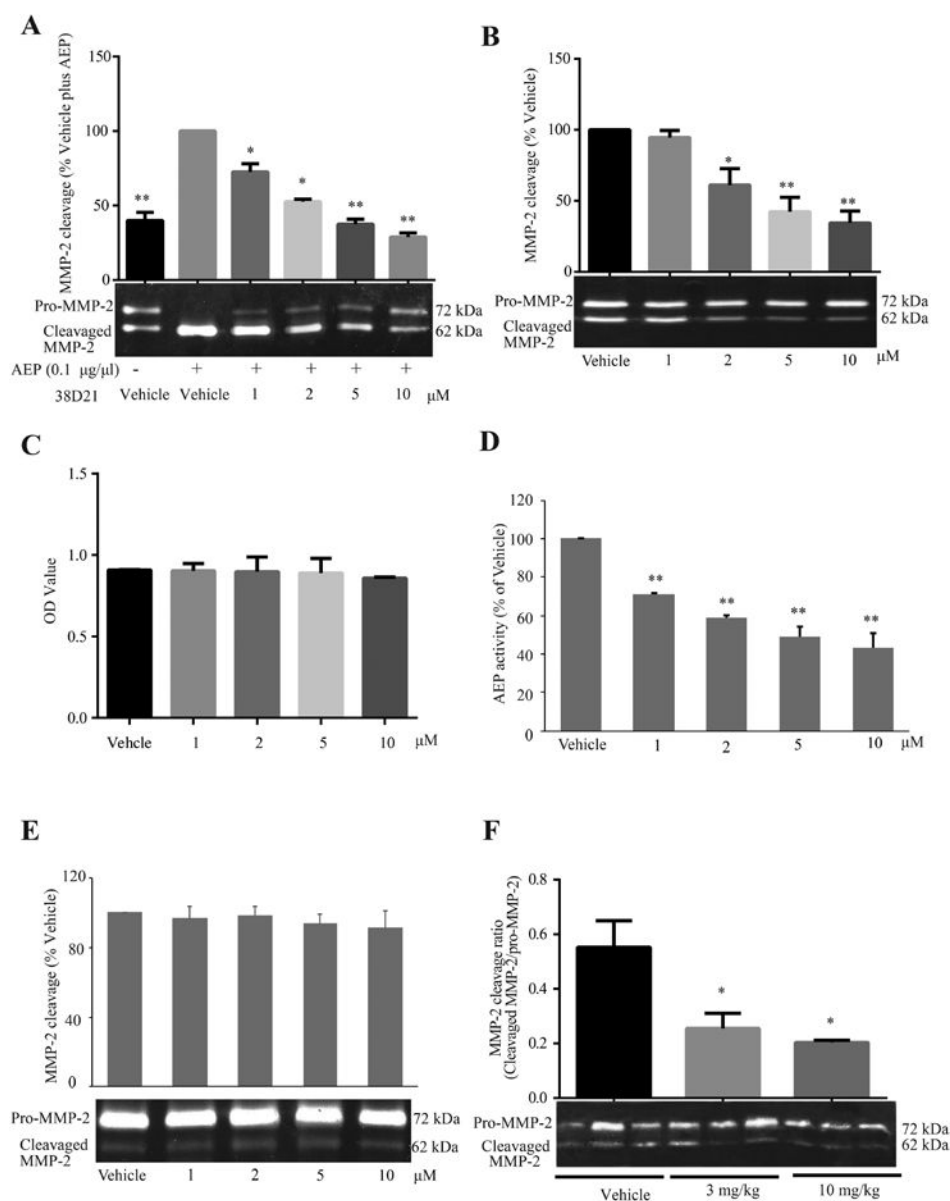 A
MMP-2 cleavage (% Vehicle plus AEP)
150
100
50
0
** * * ** **
Pro-MMP-2 72 kDa
Cleavaged MMP-2 62 kDa
AEP (0.1 µg/µl) - + + + + +
38D21 Vehicle Vehicle 1 2 5 10 µM
B
MMP-2 cleavage (% Vehicle)
150
100
50
0
* ** **
Pro-MMP-2 72 kDa
Cleavaged MMP-2 62 kDa
Vehicle 1 2 5 10 µM
C
OD Value
1.5
1.0
0.5
0.0
Vehcle 1 2 5 10 µM
D
AEP activity (% of Vehicle)
120
100
80
60
40
20
0
** ** ** **
Vehicle 1 2 5 10 µM
E
MMP-2 cleavage (% Vehicle)
120
80
40
0
Pro-MMP-2 72 kDa
Cleavaged MMP-2 62 kDa
Vehicle 1 2 5 10 µM
F
MMP-2 cleavage ratio
(Cleavaged MMP-2/pro-MMP-2)
0.8
0.6
0.4
0.2
0.0
* *
Pro-MMP-2 72 kDa
Cleavaged MMP-2 62 kDa
Vehicle 3 mg/kg 10 mg/kg